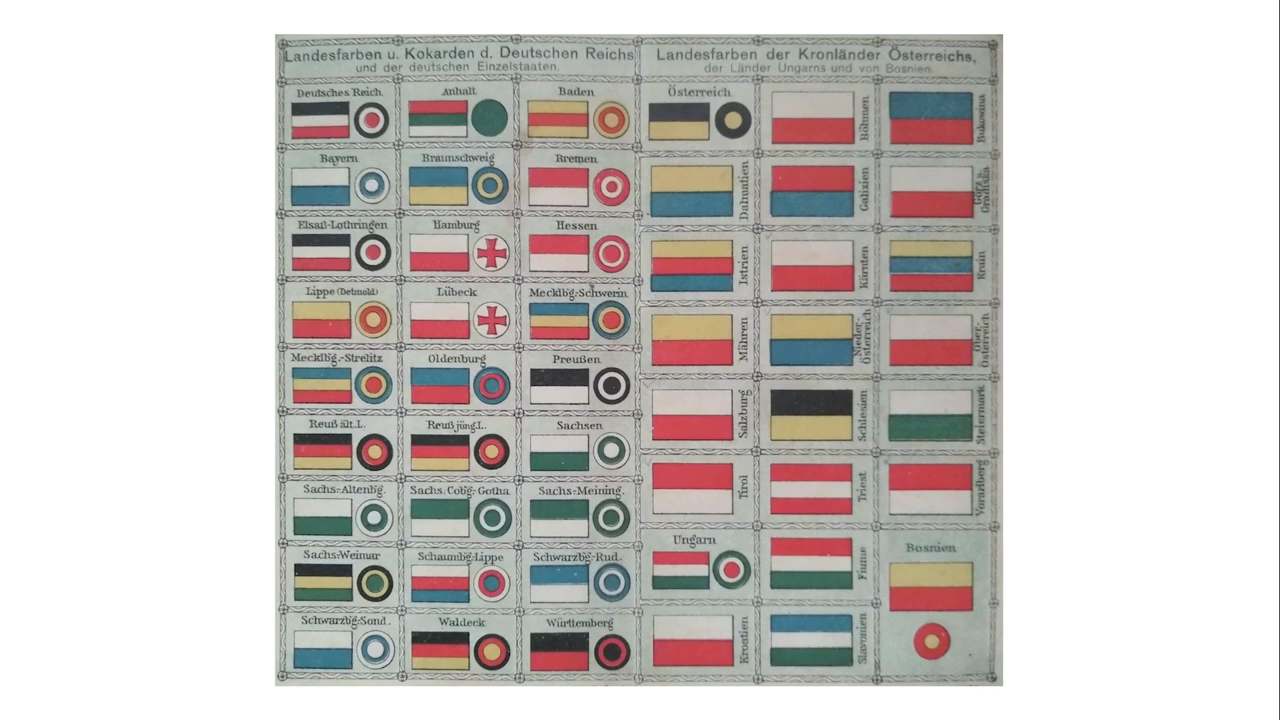 Landesfarben u. Kokarden d. Deutschen Reichs
und der deutschen Einzelstaaten.
Deutsches Reich.
Anhalt
Baden
Bayern
Braunschweig
Bremen
Elsaß-Lothringen
Hamburg
Hessen
Lippe (Detmold)
Lübeck
Mecklbg.-Schwerin
Mecklbg.-Strelitz
Oldenburg
Preußen
Reuß ält. L.
Reuß jüng. L.
Sachsen
Sachs.-Altenbg.
Sachs. Cobg.-Gotha
Sachs.-Meining.
Sachs-Weimar
Schaumbg-Lippe
Schwarzbg-Rud.
Schwarzbg-Sond.
Waldeck
Württemberg
Landesfarben der Kronländer Österreichs,
der Länder Ungarns und von Bosnien.
Österreich
Böhmen
Bukowina
Dalmatien
Galizien
Görz u.
Gradiska
Istrien
Kärnten
Krain
Mähren
Nieder-
Österreich
Ober-
Österreich
Salzburg
Schlesien
Steiermark
Tirol
Triest
Vorarlberg
Ungarn
Fiume
Bosnien
Kroatien
Slavonien